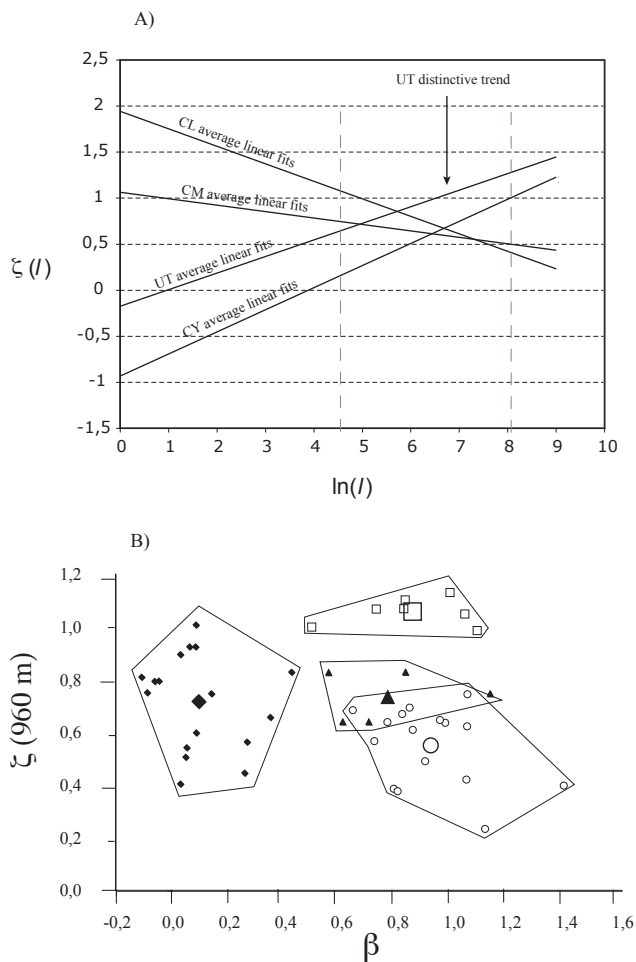 A)
2,5
2
1,5
1
0,5
0
-0,5
-1
-1,5
ζ (l)
CL average linear fits
CM average linear fits
UT average linear fits
CY average linear fits
UT distinctive trend
0 1 2 3 4 5 6 7 8 9 10
ln(l)
B)
1,2
1,0
0,8
0,6
0,4
0,2
0,0
ζ (960 m)
-0,2 0,0 0,2 0,4 0,6 0,8 1,0 1,2 1,4 1,6
β